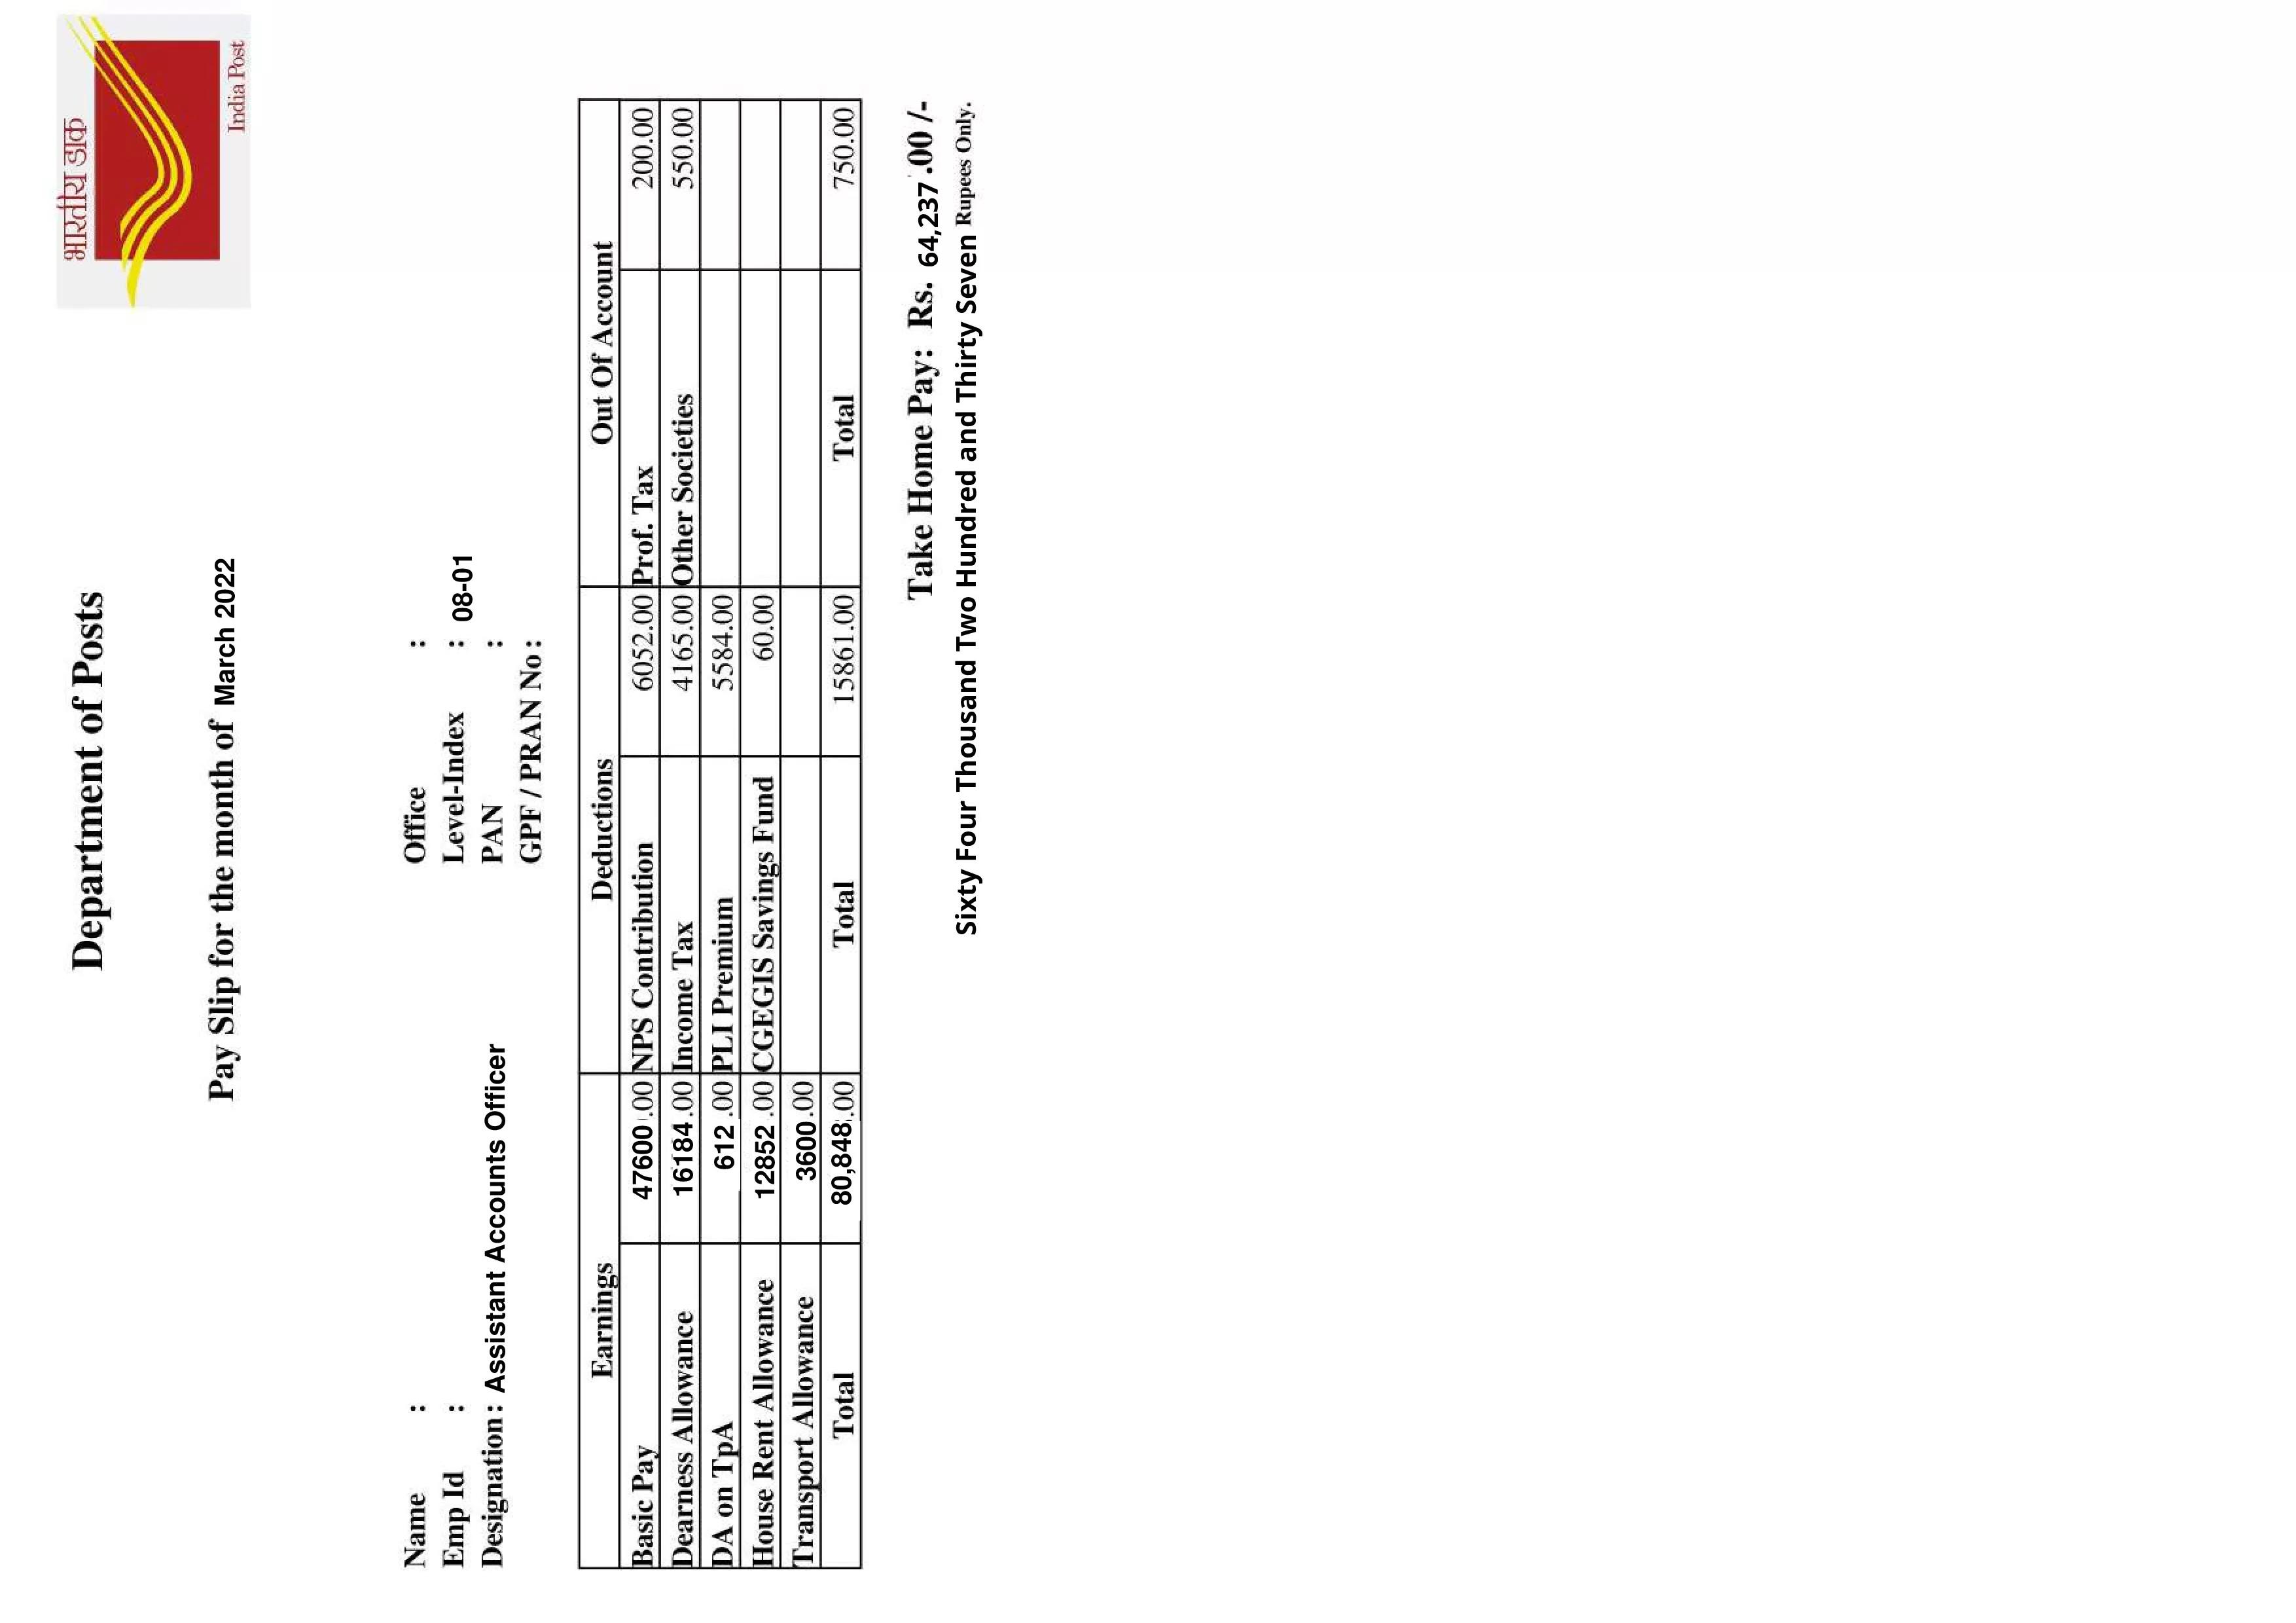 भारतीय डाक
India Post
Department of Posts
Pay Slip for the month of March 2022
Name : Office :
Emp Id : Level-Index : 08-01
Designation : Assistant Accounts Officer PAN :
GPF / PRAN No :
Earnings Deductions Out Of Account
Basic Pay 47600.00 NPS Contribution 6052.00 Prof. Tax 200.00
Dearness Allowance 16184.00 Income Tax 4165.00 Other Societies 550.00
DA on TpA 612.00 PLI Premium 5584.00
House Rent Allowance 12852.00 CGEGIS Savings Fund 60.00
Transport Allowance 3600.00
Total 80,848.00 Total 15861.00 Total 750.00
Take Home Pay: Rs. 64,237.00 /-
Sixty Four Thousand Two Hundred and Thirty Seven Rupees Only.